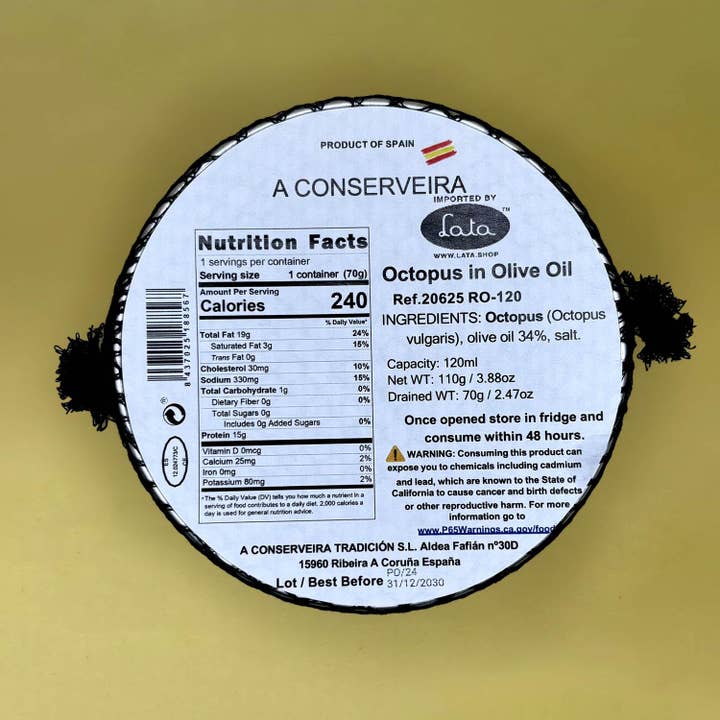 PRODUCT OF SPAIN
A CONSERVEIRA
IMPORTED BY
Lata™
WWW.LATA.SHOP
Nutrition Facts
1 servings per container
Serving size 1 container (70g)
Amount Per Serving
Calories 240
% Daily Value*
Total Fat 19g 24%
Saturated Fat 3g 15%
Trans Fat 0g
Cholesterol 30mg 10%
Sodium 330mg 15%
Total Carbohydrate 1g 0%
Dietary Fiber 0g 0%
Total Sugars 0g
Includes 0g Added Sugars 0%
Protein 15g
Vitamin D 0mcg 0%
Calcium 25mg 2%
Iron 0mg 0%
Potassium 80mg 2%
*The % Daily Value (DV) tells you how much a nutrient in a
serving of food contributes to a daily diet. 2,000 calories a
day is used for general nutrition advice.
8 437025 188567
®
ES
12.024773/C
CE
Octopus in Olive Oil
Ref.20625 RO-120
INGREDIENTS: Octopus (Octopus
vulgaris), olive oil 34%, salt.
Capacity: 120ml
Net WT: 110g / 3.88oz
Drained WT: 70g / 2.47oz
Once opened store in fridge and
consume within 48 hours.
WARNING: Consuming this product can
expose you to chemicals including cadmium
and lead, which are known to the State of
California to cause cancer and birth defects
or other reproductive harm. For more
information go to
www.P65Warnings.ca.gov/food
A CONSERVEIRA TRADICIÓN S.L. Aldea Fafián nº30D
15960 Ribeira A Coruña España
Lot / Best Before PO/24
31/12/2030